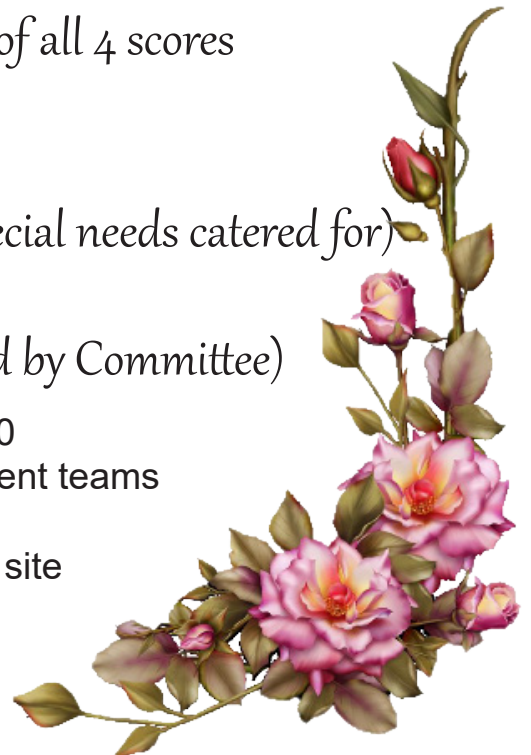 of all 4 scores
ecial needs catered for)
d by Committee)
0
ent teams
site